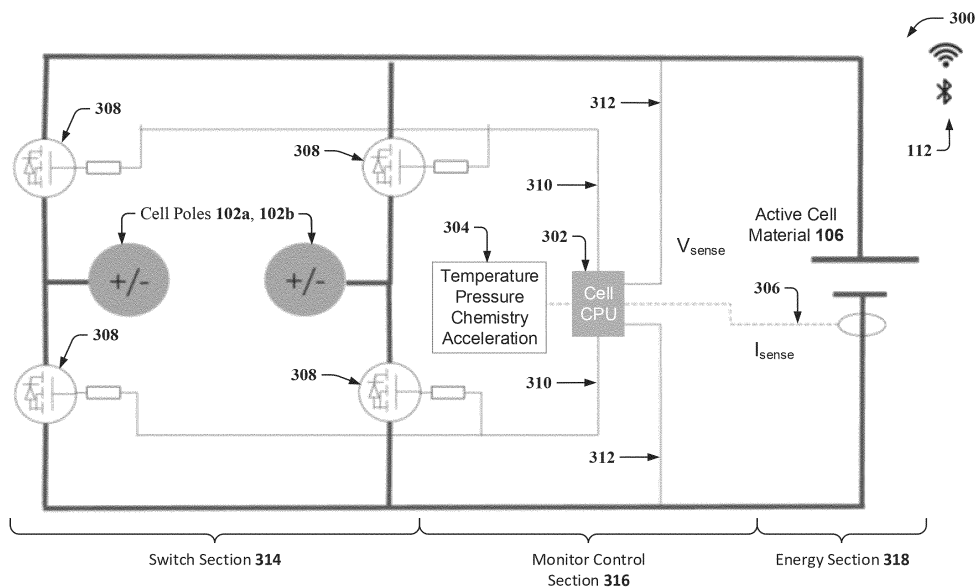 300
308
312
308
112
310
Cell Poles 102a, 102b
304
302
Active Cell
Material 106
Vsense
+/-
+/-
Temperature
Pressure
Chemistry
Acceleration
Cell
CPU
306
308
308
Isense
310
312
Switch Section 314
Monitor Control
Section 316
Energy Section 318